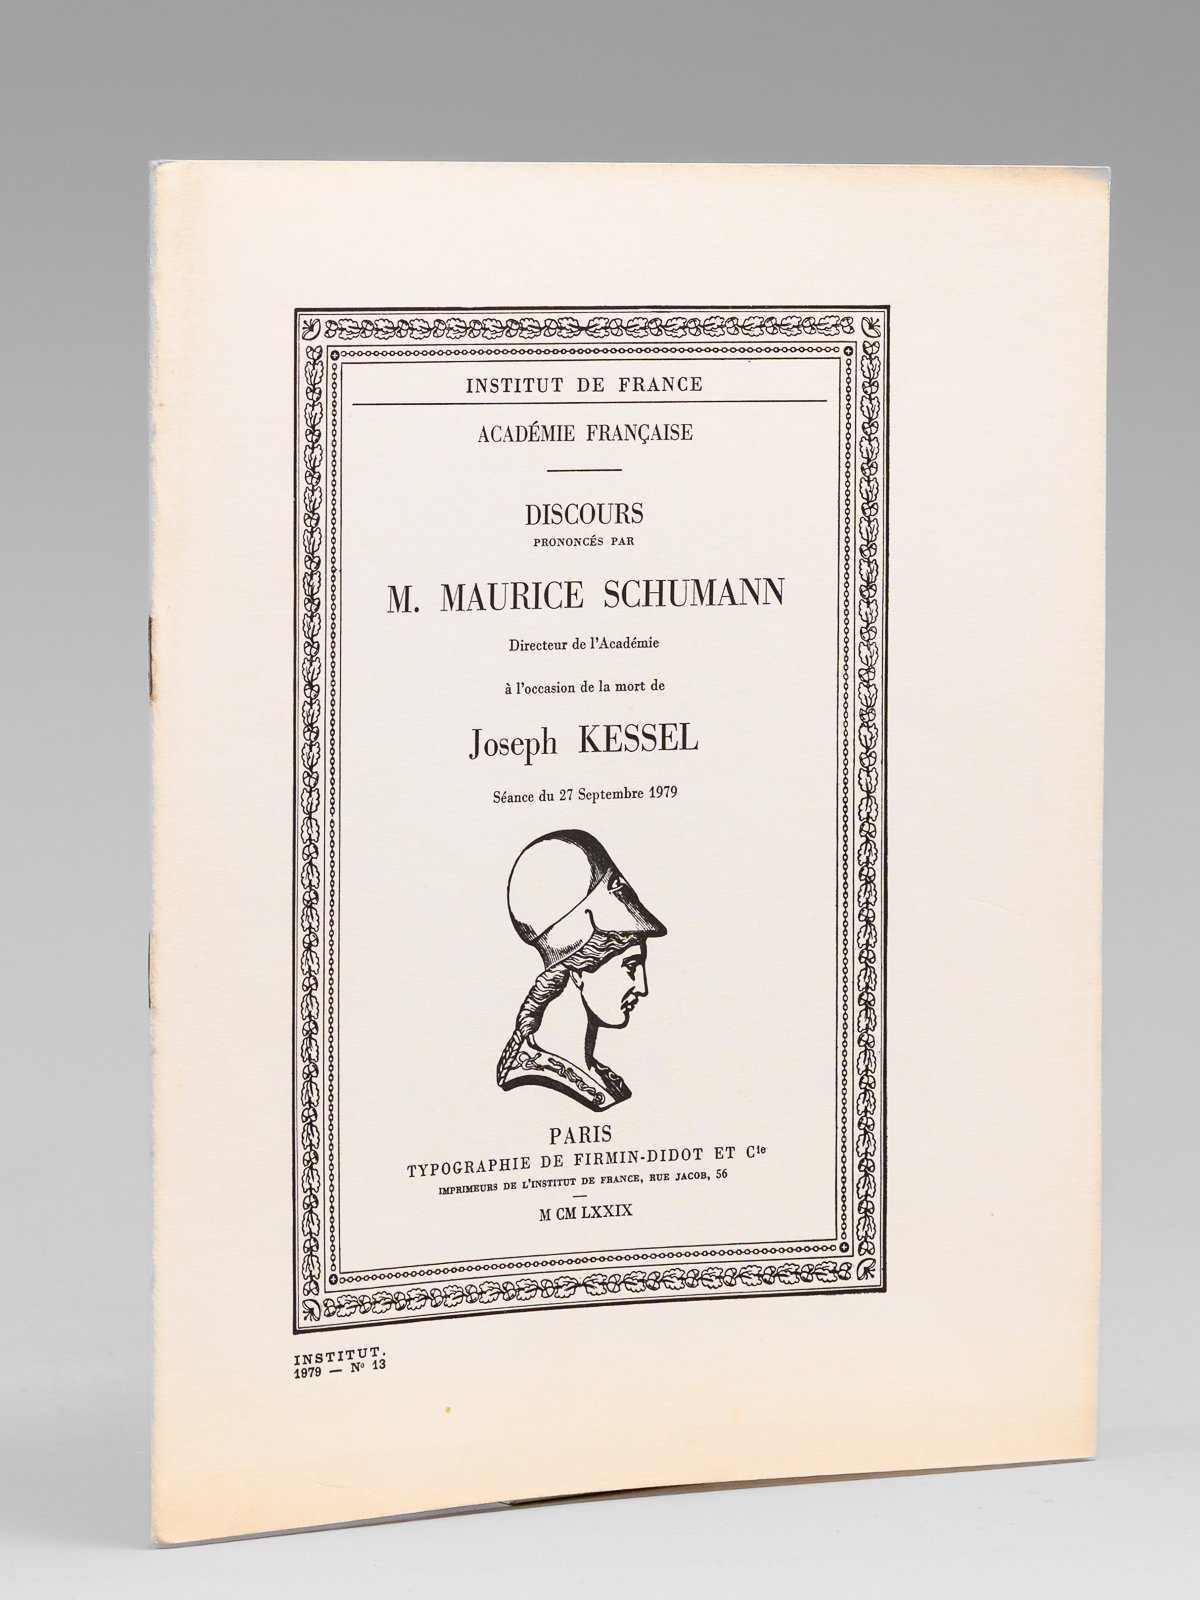 INSTITUT DE FRANCE
ACADÉMIE FRANÇAISE
DISCOURS
PRONONCÉS PAR
M. MAURICE SCHUMANN
Directeur de l'Académie
à l'occasion de la mort de
Joseph KESSEL
Séance du 27 Septembre 1979
PARIS
TYPOGRAPHIE DE FIRMIN-DIDOT ET Cie
IMPRIMEURS DE L'INSTITUT DE FRANCE, RUE JACOB, 56
M CM LXXIX
INSTITUT.
1979 — No 13